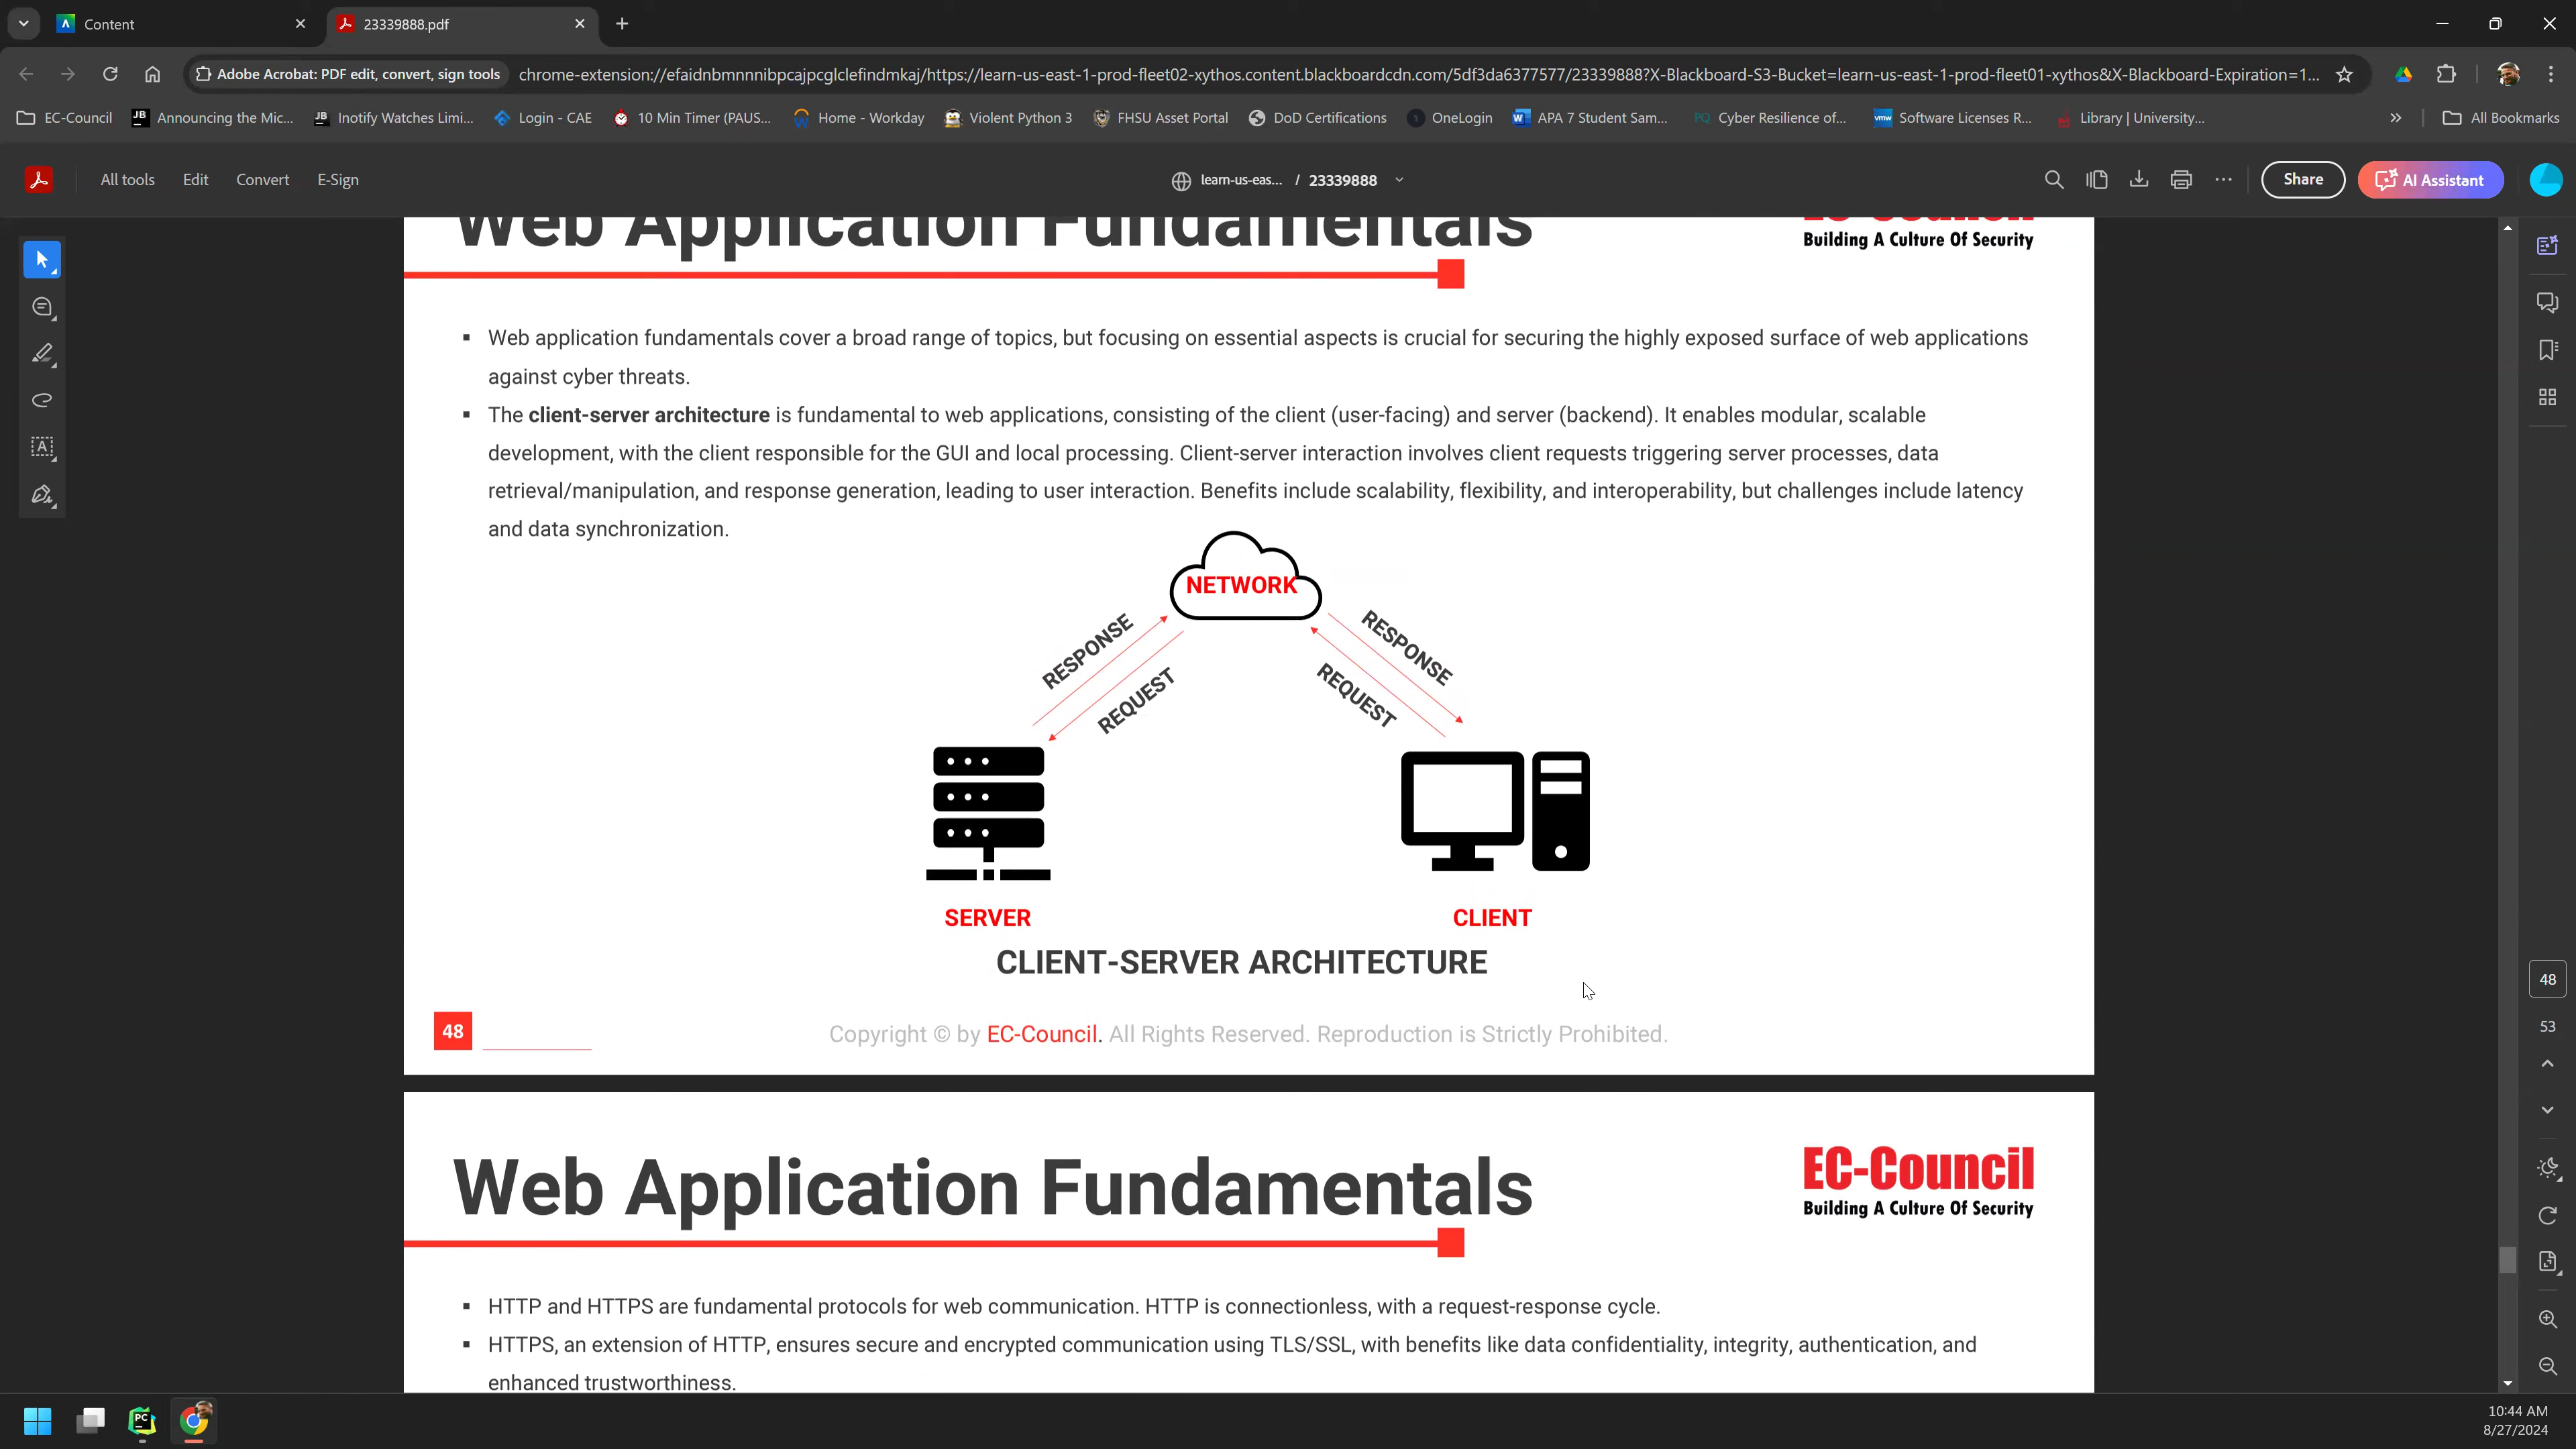 Content
23339888.pdf
Adobe Acrobat: PDF edit, convert, sign tools
chrome-extension://efaidnbmnnnibpcajpcglclefindmkaj/https://learn-us-east-1-prod-fleet02-xythos.content.blackboardcdn.com/5df3da6377577/23339888?X-Blackboard-S3-Bucket=learn-us-east-1-prod-fleet01-xythos&X-Blackboard-Expiration=1...
EC-Council
Announcing the Mic...
Inotify Watches Limi...
Login - CAE
10 Min Timer (PAUS...
Home - Workday
Violent Python 3
FHSU Asset Portal
DoD Certifications
OneLogin
APA 7 Student Sam...
Cyber Resilience of...
Software Licenses R...
Library | University...
All Bookmarks
All tools
Edit
Convert
E-Sign
learn-us-eas... / 23339888
Share
AI Assistant
Web Application Fundamentals
EC-Council
Building A Culture Of Security
▪ Web application fundamentals cover a broad range of topics, but focusing on essential aspects is crucial for securing the highly exposed surface of web applications
against cyber threats.
▪ The client-server architecture is fundamental to web applications, consisting of the client (user-facing) and server (backend). It enables modular, scalable
development, with the client responsible for the GUI and local processing. Client-server interaction involves client requests triggering server processes, data
retrieval/manipulation, and response generation, leading to user interaction. Benefits include scalability, flexibility, and interoperability, but challenges include latency
and data synchronization.
NETWORK
RESPONSE
REQUEST
RESPONSE
REQUEST
SERVER
CLIENT
CLIENT-SERVER ARCHITECTURE
48
Copyright © by EC-Council. All Rights Reserved. Reproduction is Strictly Prohibited.
48
53
Web Application Fundamentals
EC-Council
Building A Culture Of Security
▪ HTTP and HTTPS are fundamental protocols for web communication. HTTP is connectionless, with a request-response cycle.
▪ HTTPS, an extension of HTTP, ensures secure and encrypted communication using TLS/SSL, with benefits like data confidentiality, integrity, authentication, and
enhanced trustworthiness.
PC
10:44 AM
8/27/2024